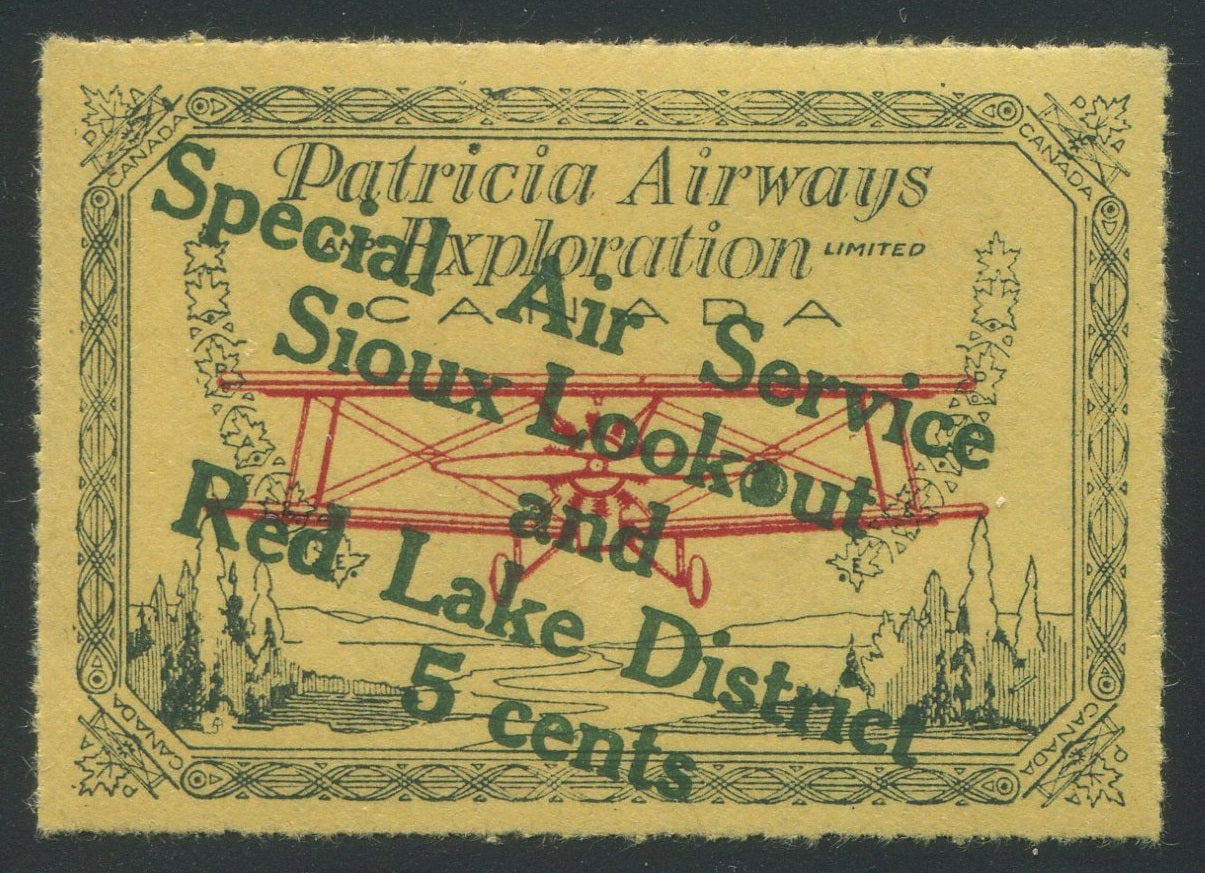 CANADA
CANADA
Patricia Airways
AND Exploration LIMITED
CANADA
Special Air Service
Sioux Lookout
and
Red Lake District
5 cents
E
E
CANADA
CANADA